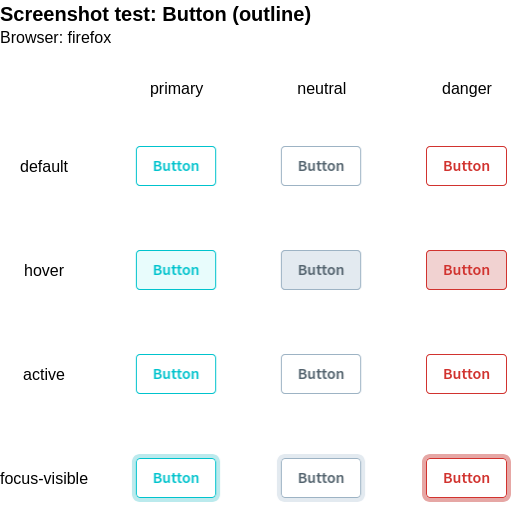 Screenshot test: Button (outline)
Browser: firefox
primary neutral danger
default Button Button Button
hover Button Button Button
active Button Button Button
focus-visible Button Button Button